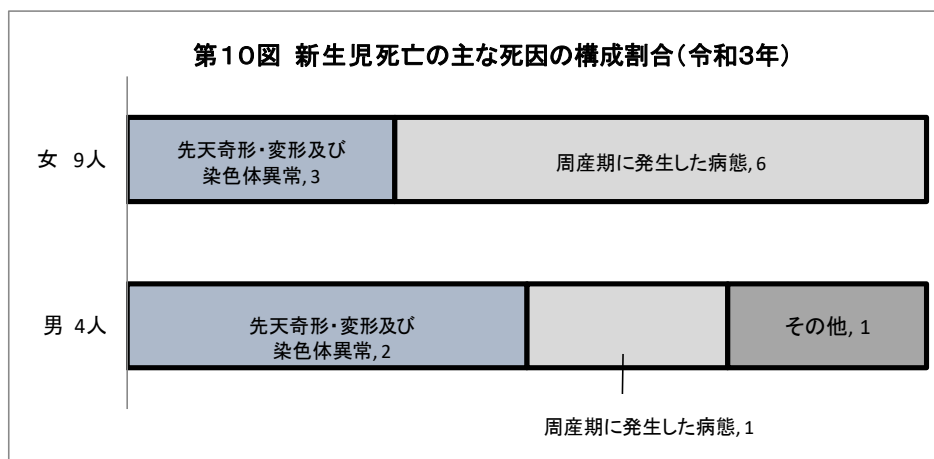 第１０図 新生児死亡の主な死因の構成割合（令和３年）
女 9人
先天奇形・変形及び
染色体異常, 3
周産期に発生した病態, 6
男 4人
先天奇形・変形及び
染色体異常, 2
その他, 1
周産期に発生した病態, 1